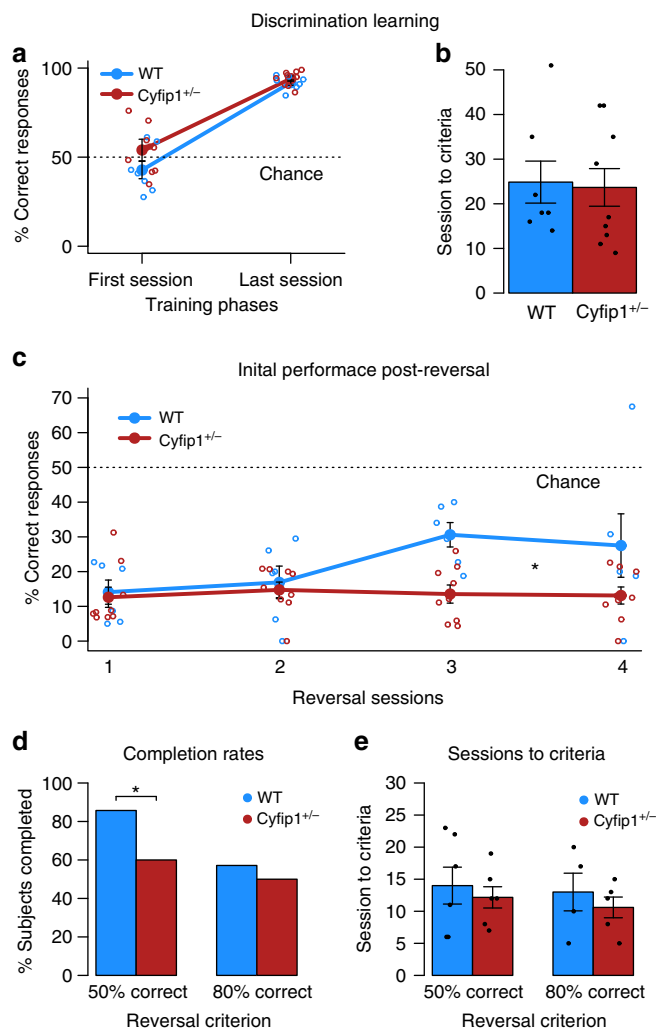 Discrimination learning
a
% Correct responses
100
50
0
WT
Cyfip1+/–
Chance
First session
Last session
Training phases
b
Session to criteria
50
40
30
20
10
0
WT
Cyfip1+/–
c
Inital performace post-reversal
% Correct responses
70
60
50
40
30
20
10
0
WT
Cyfip1+/–
Chance
*
1
2
3
4
Reversal sessions
d
Completion rates
% Subjects completed
100
80
60
40
20
0
*
WT
Cyfip1+/–
50% correct
80% correct
Reversal criterion
e
Sessions to criteria
Session to criteria
30
25
20
15
10
5
0
WT
Cyfip1+/–
50% correct
80% correct
Reversal criterion